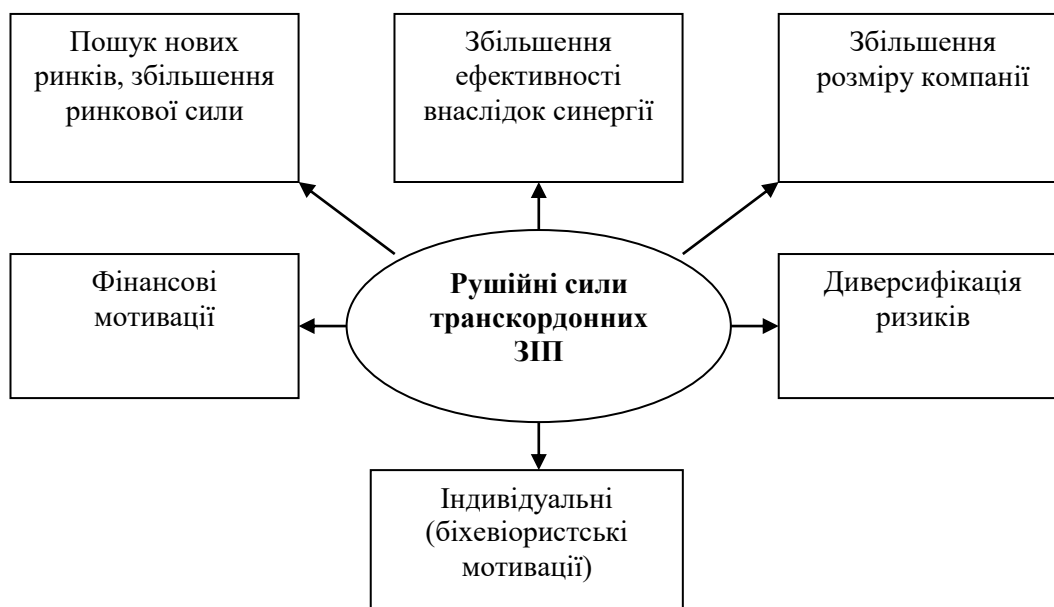 Пошук нових
ринків, збільшення
ринкової сили
Збільшення
ефективності
внаслідок синергії
Збільшення
розміру компанії
Фінансові
мотивації
Рушійні сили
транскордонних
ЗІП
Диверсифікація
ризиків
Індивідуальні
(біхевіористські
мотивації)